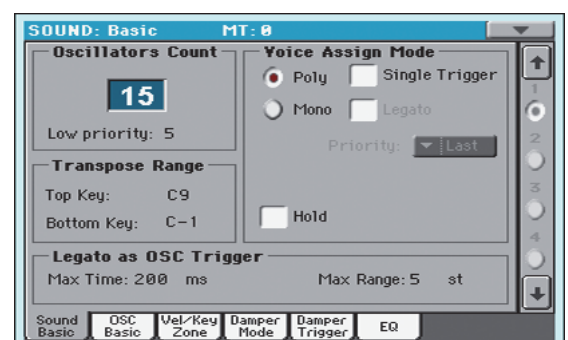 SOUND: Basic MT: 0
Oscillators Count
15
Low priority: 5
Voice Assign Mode
Poly Single Trigger
Mono Legato
Priority: Last
Hold
Transpose Range
Top Key: C9
Bottom Key: C-1
Legato as OSC Trigger
Max Time: 200 ms Max Range: 5 st
1
2
3
4
Sound Basic
OSC Basic
Vel/Key Zone
Damper Mode
Damper Trigger
EQ